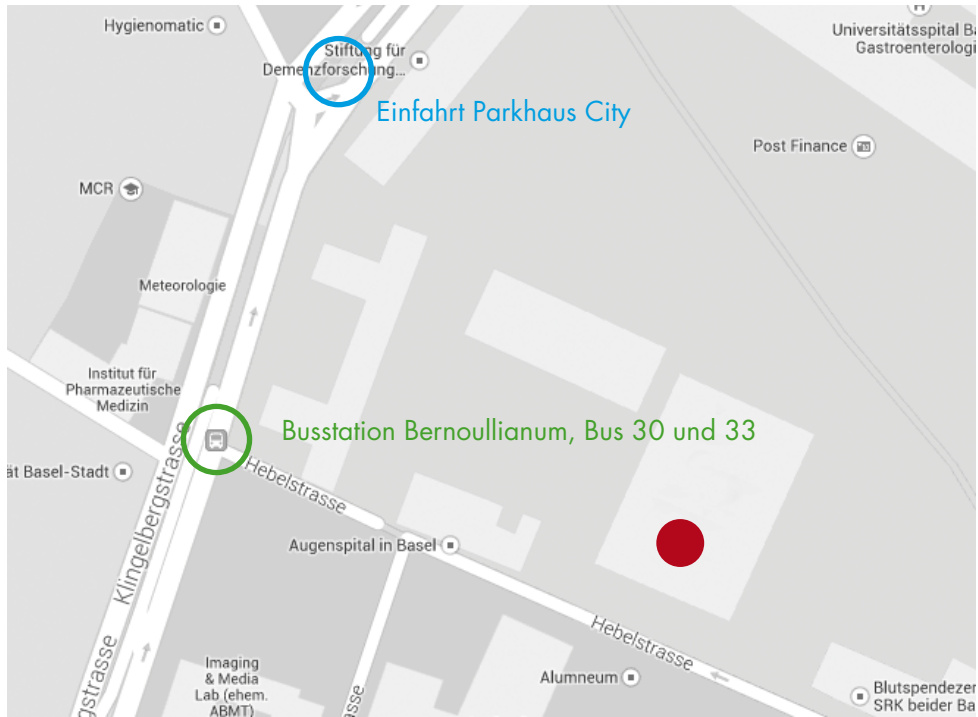 Hygienomatic
Universitätsspital Ba
Gastroenterologi
Stiftung für
Demenzforschung...
Einfahrt Parkhaus City
Post Finance
MCR
Meteorologie
Institut für
Pharmazeutische
Medizin
Busstation Bernoullianum, Bus 30 und 33
ät Basel-Stadt
Klingelbergstrasse
Hebelstrasse
Augenspital in Basel
Hebelstrasse
gstrasse
Imaging
& Media
Lab (ehem.
ABMT)
asse
Alumneum
Blutspendezen
SRK beider Ba